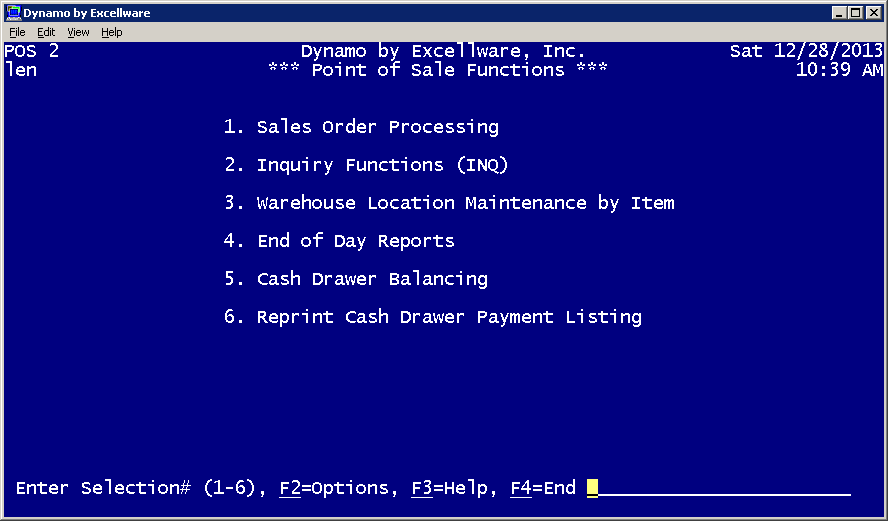 Dynamo by Excellware
File Edit View Help
POS 2 Dynamo by Excellware, Inc. Sat 12/28/2013
len *** Point of Sale Functions *** 10:39 AM
1. Sales Order Processing
2. Inquiry Functions (INQ)
3. Warehouse Location Maintenance by Item
4. End of Day Reports
5. Cash Drawer Balancing
6. Reprint Cash Drawer Payment Listing
Enter Selection# (1-6), F2=Options, F3=Help, F4=End